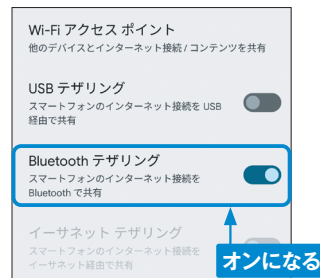 Wi-Fi アクセス ポイント
他のデバイスとインターネット接続 / コンテンツを共有
USB テザリング
スマートフォンのインターネット接続を USB
経由で共有
Bluetooth テザリング
スマートフォンのインターネット接続を
Bluetooth で共有
イーサネット テザリング
スマートフォンのインターネット接続を
イーサネット経由で共有
オンになる